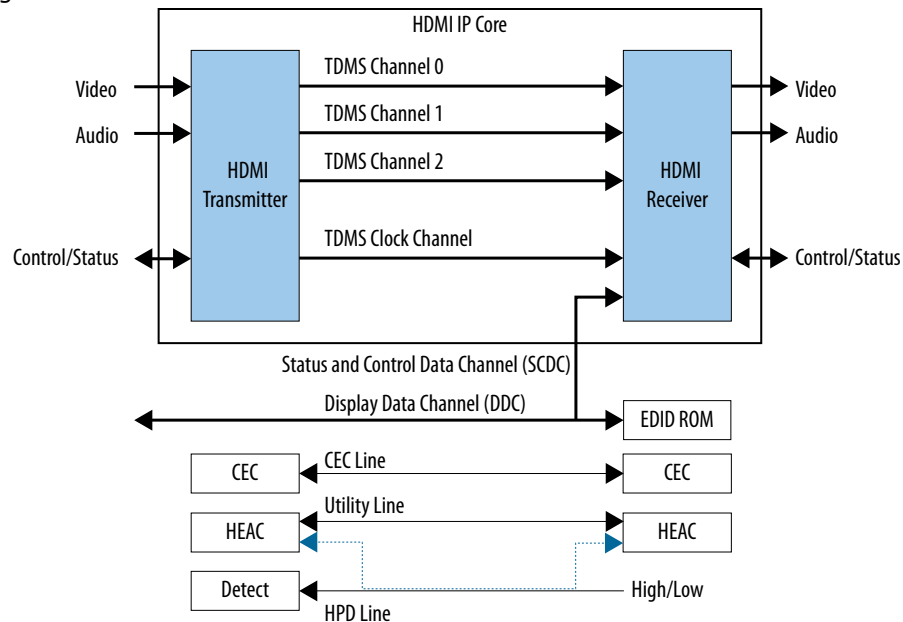 HDMI IP Core
TDMS Channel 0
Video
Video
TDMS Channel 1
Audio
Audio
TDMS Channel 2
HDMI
Transmitter
HDMI
Receiver
TDMS Clock Channel
Control/Status
Control/Status
Status and Control Data Channel (SCDC)
Display Data Channel (DDC)
EDID ROM
CEC Line
CEC
CEC
Utility Line
HEAC
HEAC
Detect
High/Low
HPD Line